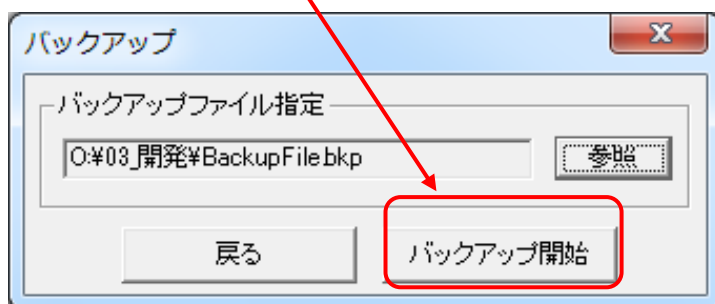 バックアップ
バックアップファイル指定
O:¥03_開発¥BackupFile.bkp
参照
戻る
バックアップ開始